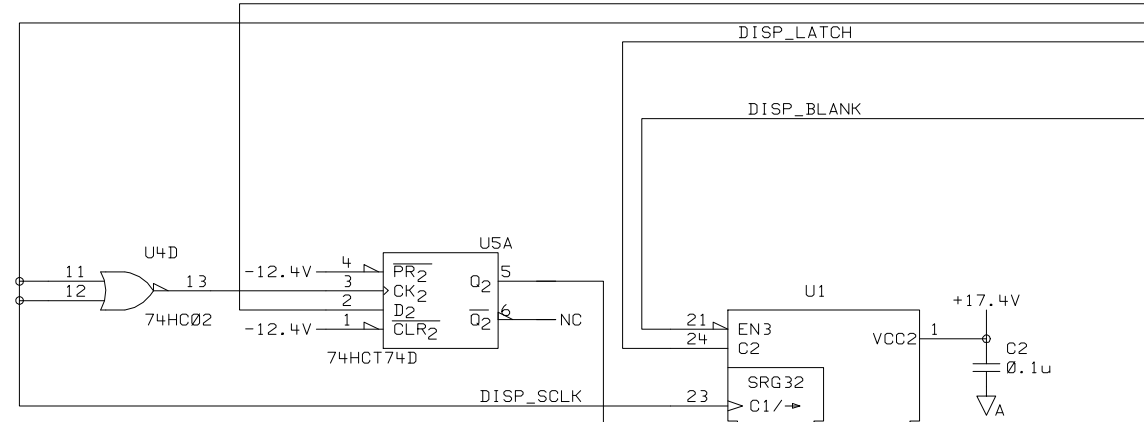 DISP_LATCH
DISP_BLANK
U4D
11
12
13
74HCØ2
U5A
-12.4V
4
PR2
3
CK2
2
D2
-12.4V
1
CLR2
Q2
5
Q2
6
NC
74HCT74D
U1
21
EN3
24
C2
VCC2
1
+17.4V
C2
Ø.1u
A
SRG32
DISP_SCLK
23
C1/→